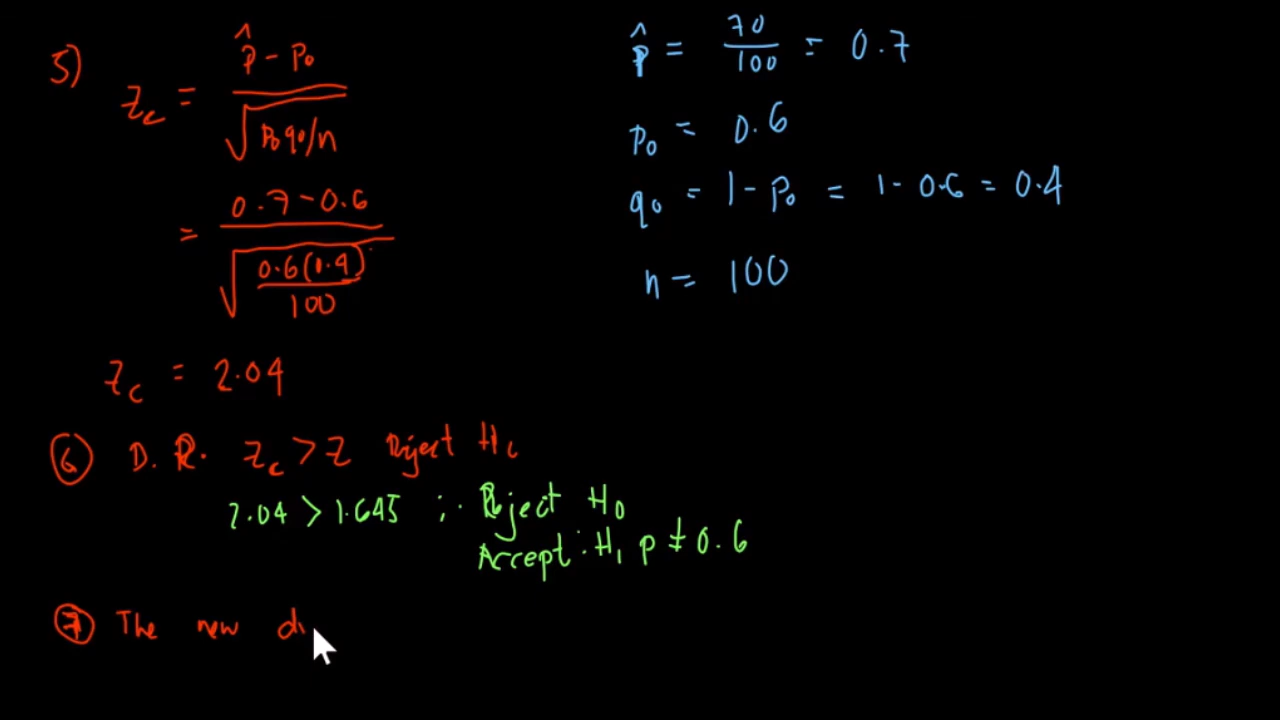 5)
Zc = p̂ - p₀ / √(p₀q₀/n)
= 0.7 - 0.6 / √(0.6(0.4) / 100)
Zc = 2.04
⑥ D.R. Zc > Z Reject H₀
2.04 > 1.645 ∴ Reject H₀
Accept: H₁ p ≠ 0.6
⑦ The new di
p̂ = 70/100 = 0.7
p₀ = 0.6
q₀ = 1 - p₀ = 1 - 0.6 = 0.4
n = 100